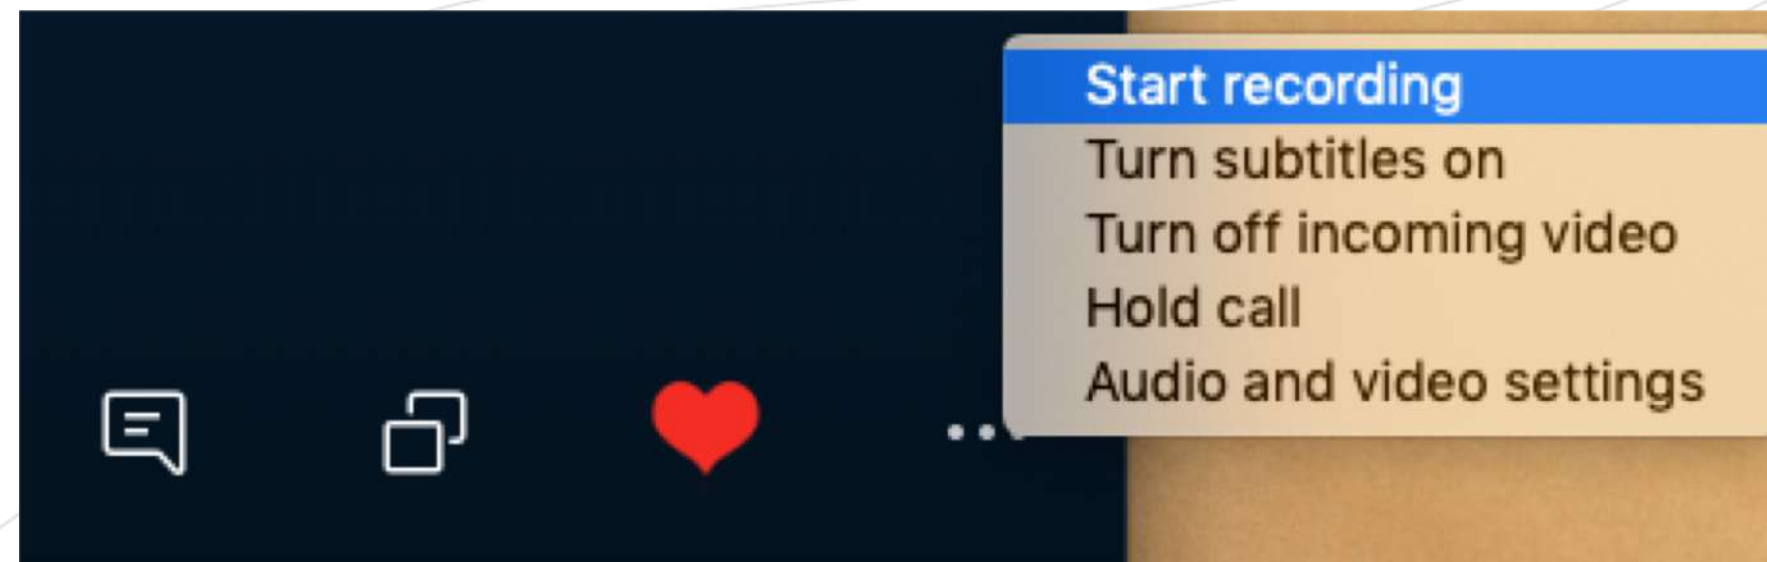 Start recording
Turn subtitles on
Turn off incoming video
Hold call
Audio and video settings